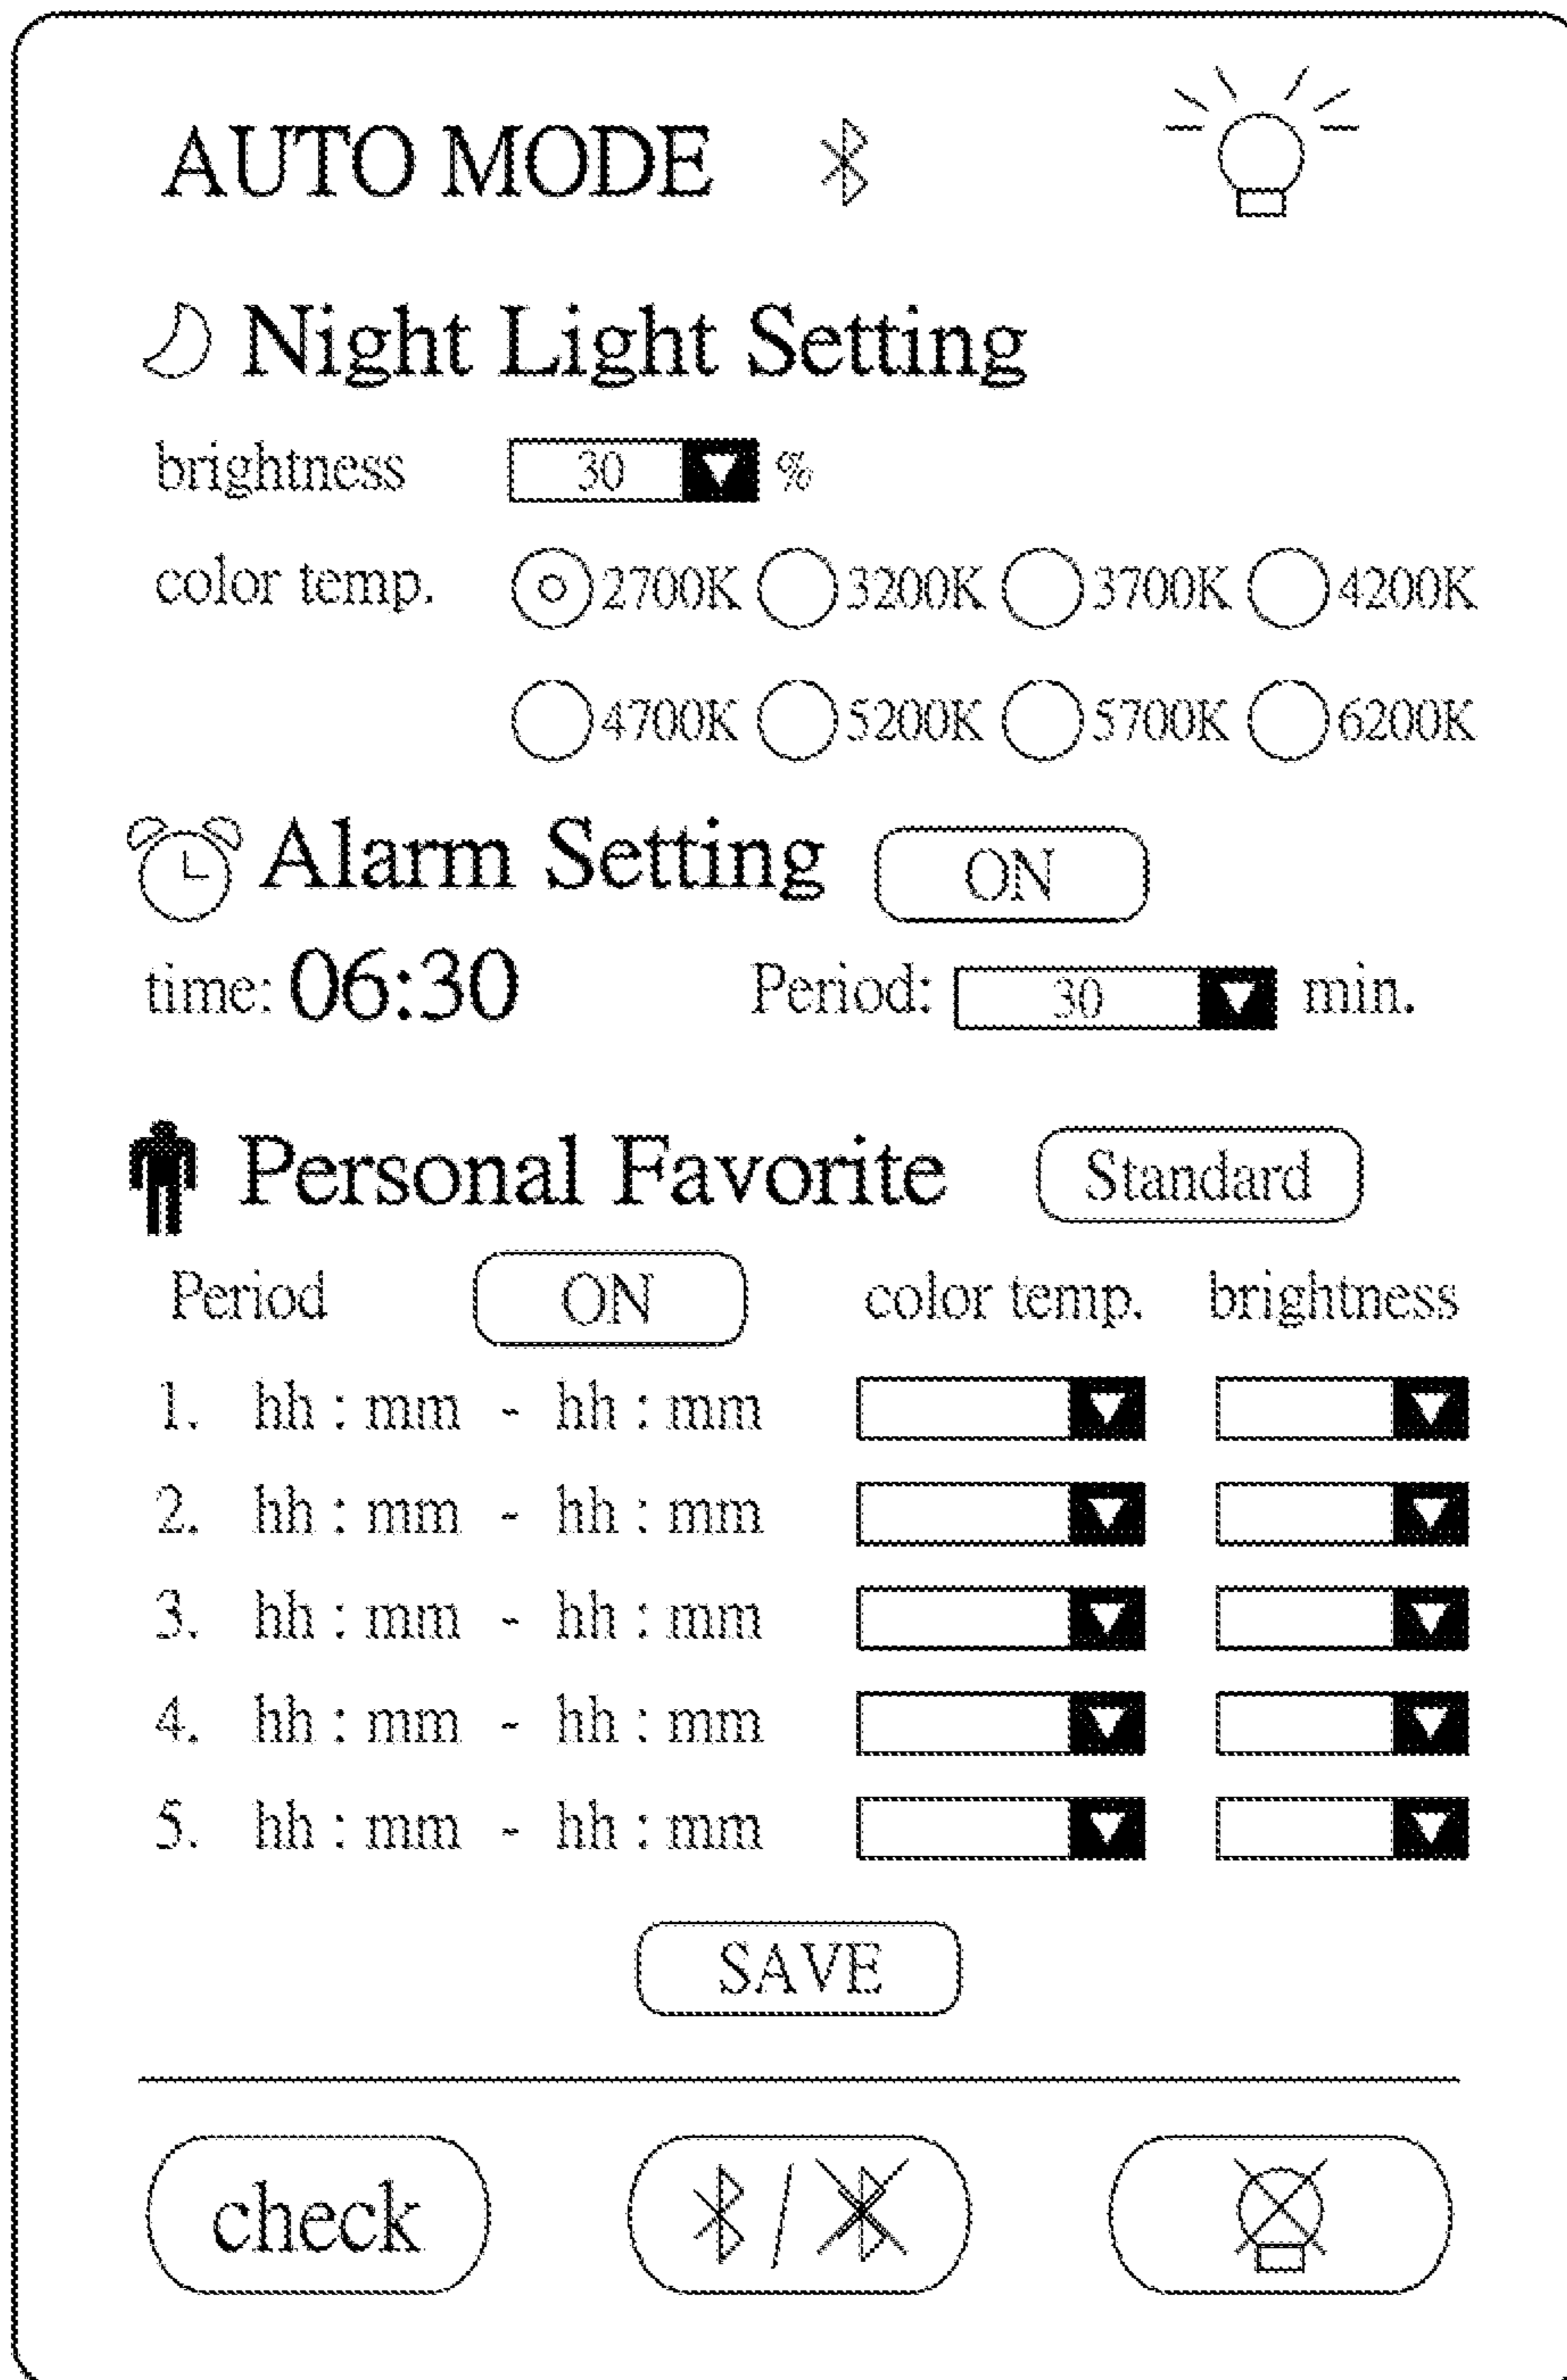 AUTO MODE
Night Light Setting
brightness 30 %
color temp. 2700K 3200K 3700K 4200K
4700K 5200K 5700K 6200K
Alarm Setting ON
time: 06:30 Period: 30 min.
Personal Favorite Standard
Period ON color temp. brightness
1. hh : mm - hh : mm
2. hh : mm - hh : mm
3. hh : mm - hh : mm
4. hh : mm - hh : mm
5. hh : mm - hh : mm
SAVE
check /